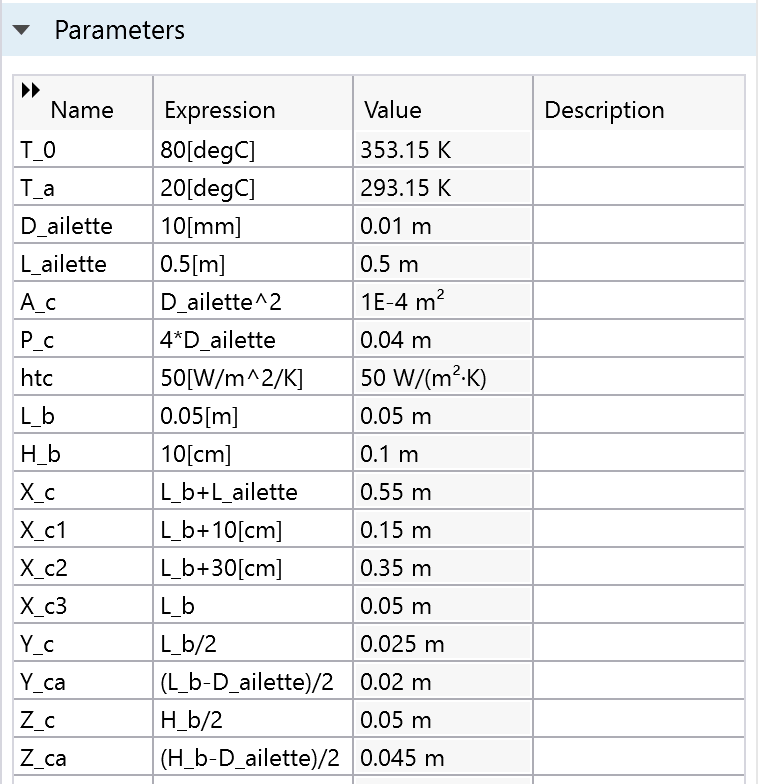 Parameters
Name Expression Value Description
T_0 80[degC] 353.15 K
T_a 20[degC] 293.15 K
D_ailette 10[mm] 0.01 m
L_ailette 0.5[m] 0.5 m
A_c D_ailette^2 1E-4 m²
P_c 4*D_ailette 0.04 m
htc 50[W/m^2/K] 50 W/(m²·K)
L_b 0.05[m] 0.05 m
H_b 10[cm] 0.1 m
X_c L_b+L_ailette 0.55 m
X_c1 L_b+10[cm] 0.15 m
X_c2 L_b+30[cm] 0.35 m
X_c3 L_b 0.05 m
Y_c L_b/2 0.025 m
Y_ca (L_b-D_ailette)/2 0.02 m
Z_c H_b/2 0.05 m
Z_ca (H_b-D_ailette)/2 0.045 m